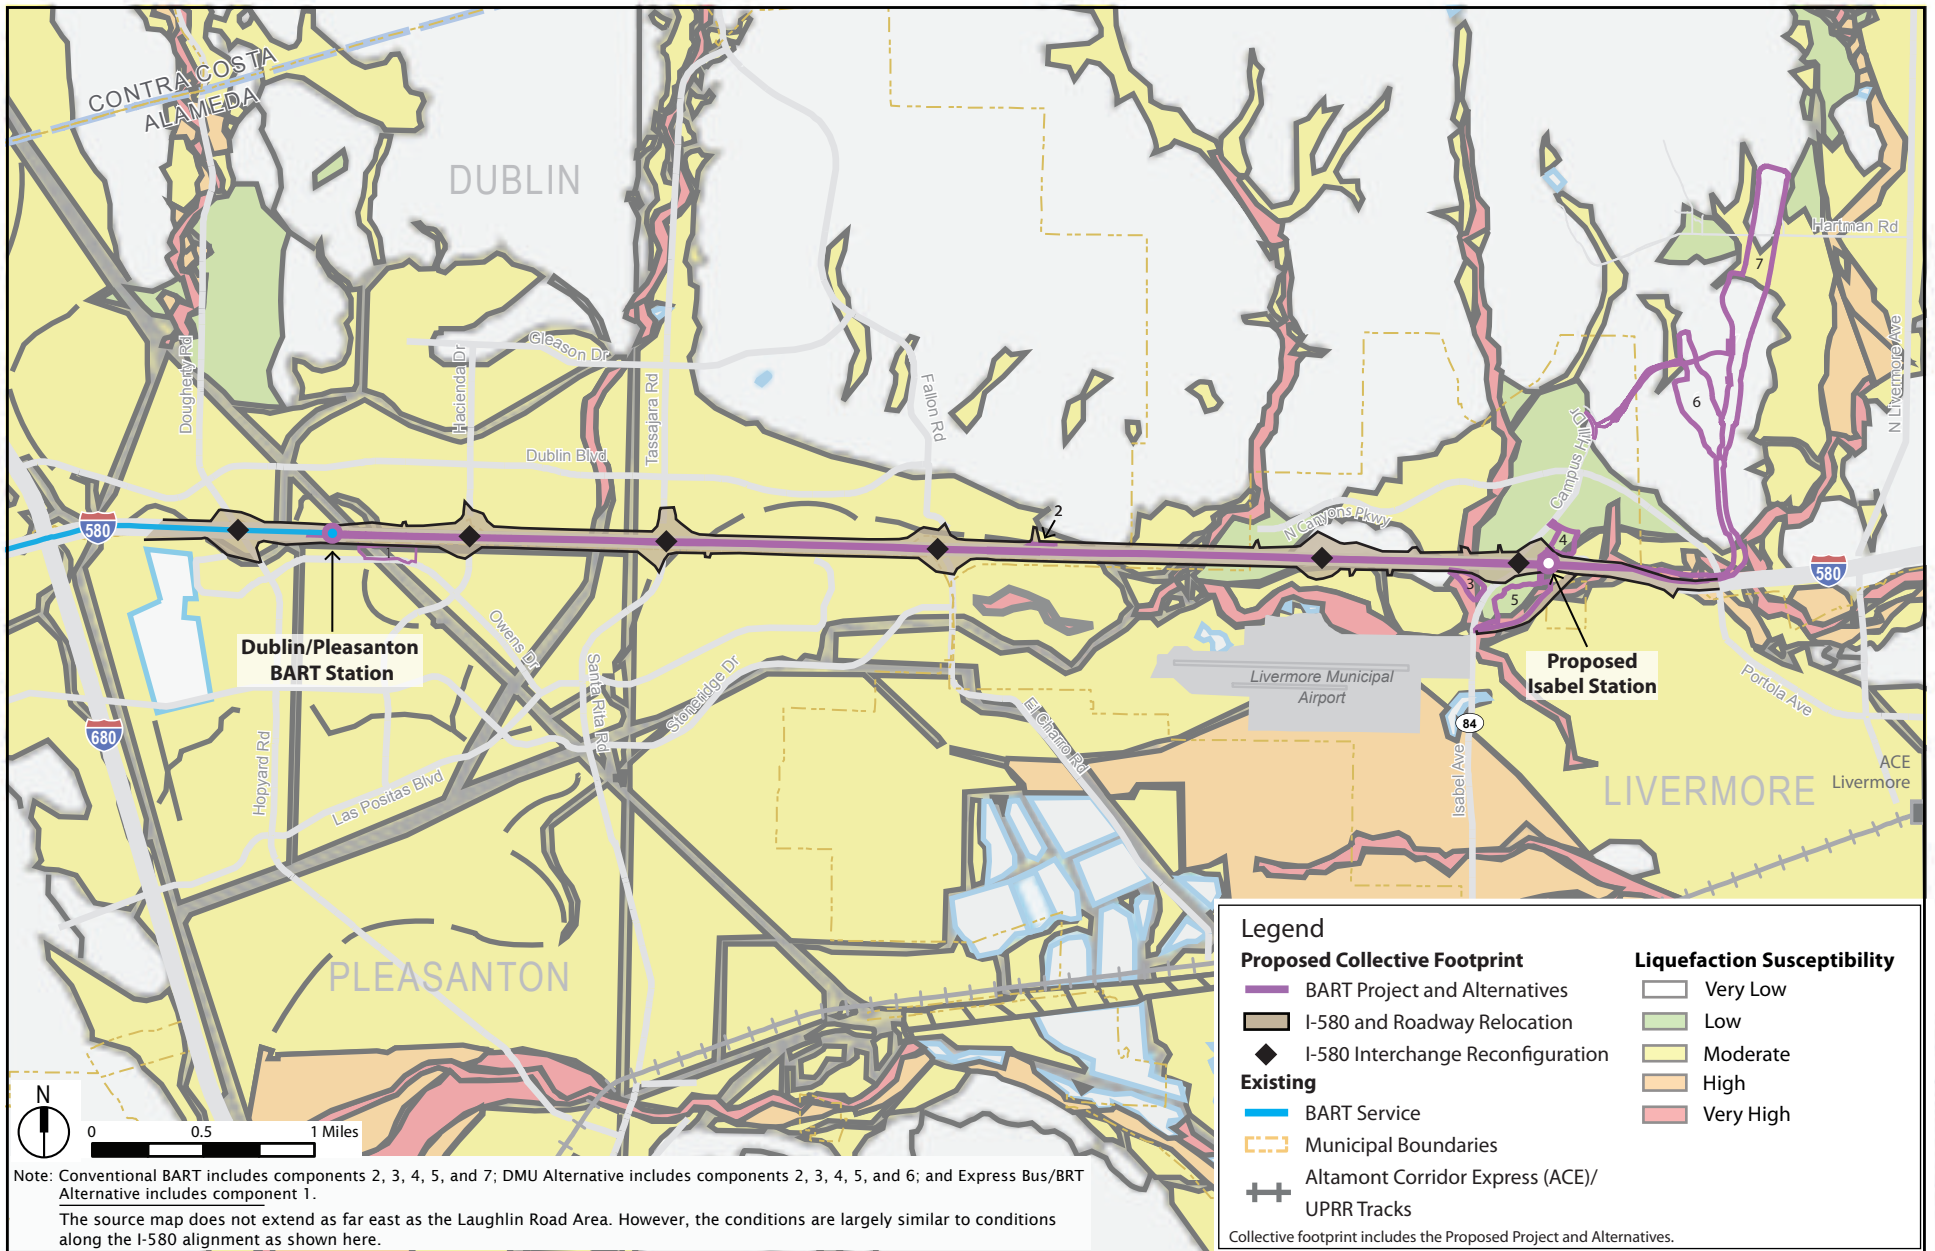 CONTRA COSTA
ALAMEDA
DUBLIN
Hartman Rd
7
Dougherty Rd
Hacienda Dr
Gleason Dr
Tassajara Rd
Fallon Rd
N Livermore Ave
6
Dublin Blvd
Campus Hill Dr
N Canyons Pkwy
2
4
580
1
3
5
580
Dublin/Pleasanton
BART Station
Owens Dr
Santa Rita Rd
Stoneridge Dr
Livermore Municipal
Airport
Proposed
Isabel Station
Portola Ave
680
Hopyard Rd
Las Positas Blvd
El Charro Rd
84
Isabel Ave
LIVERMORE
ACE
Livermore
PLEASANTON
N
0 0.5 1 Miles
Legend
Proposed Collective Footprint
BART Project and Alternatives
I-580 and Roadway Relocation
I-580 Interchange Reconfiguration
Existing
BART Service
Municipal Boundaries
Altamont Corridor Express (ACE)/
UPRR Tracks
Liquefaction Susceptibility
Very Low
Low
Moderate
High
Very High
Collective footprint includes the Proposed Project and Alternatives.
Note: Conventional BART includes components 2, 3, 4, 5, and 7; DMU Alternative includes components 2, 3, 4, 5, and 6; and Express Bus/BRT
Alternative includes component 1.
The source map does not extend as far east as the Laughlin Road Area. However, the conditions are largely similar to conditions
along the I-580 alignment as shown here.